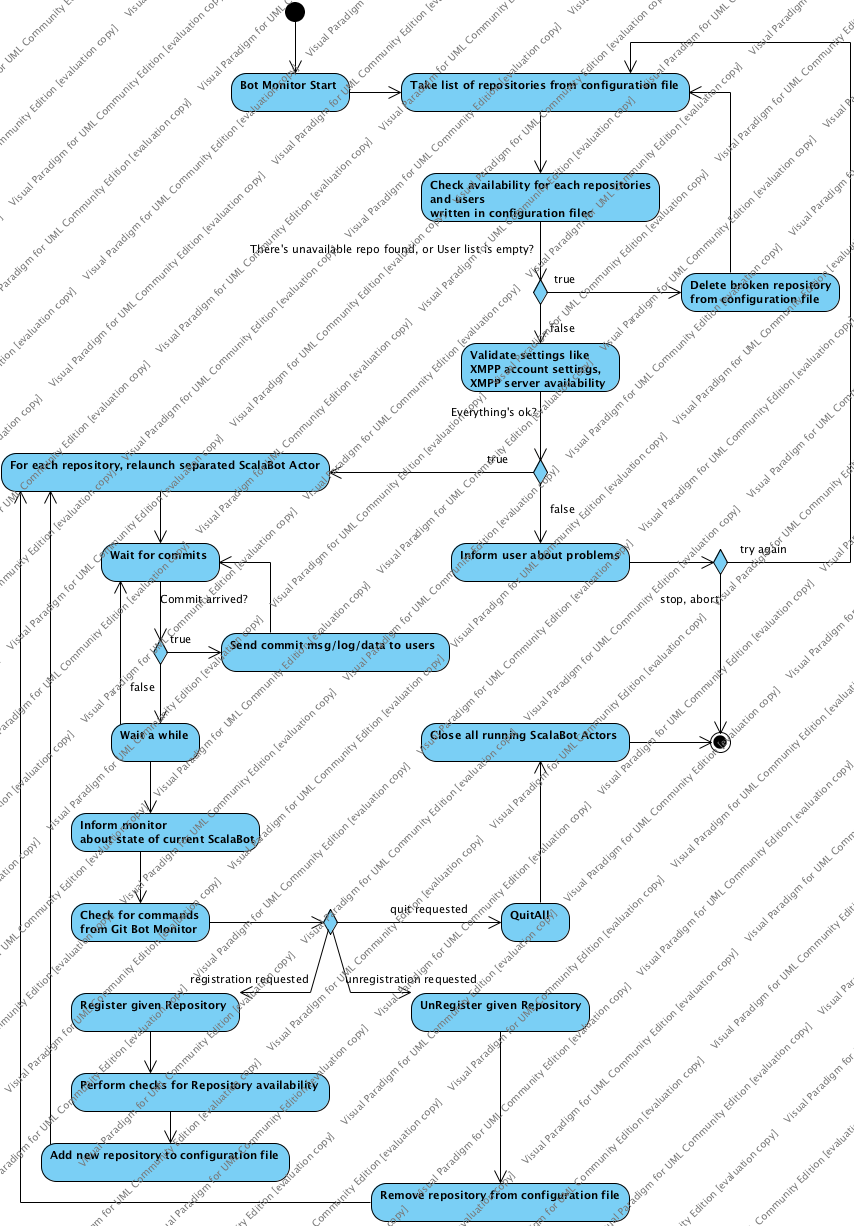 Bot Monitor Start
Take list of repositories from configuration file
Check availability for each repositories
and users
written in configuration filed
There's unavailable repo found, or User list is empty?
true
Delete broken repository
from configuration file
false
Validate settings like
XMPP account settings,
XMPP server availability
Everything's ok?
true
For each repository, relaunch separated ScalaBot Actor
false
Wait for commits
Inform user about problems
try again
Commit arrived?
stop, abort
true
Send commit msg/log/data to users
false
Wait a while
Close all running ScalaBot Actors
Inform monitor
about state of current ScalaBot
Check for commands
from Git Bot Monitor
quit requested
QuitAll
registration requested
unregistration requested
Register given Repository
UnRegister given Repository
Perform checks for Repository availability
Add new repository to configuration file
Remove repository from configuration file
Visual Paradigm for UML Community Edition [evaluation copy]